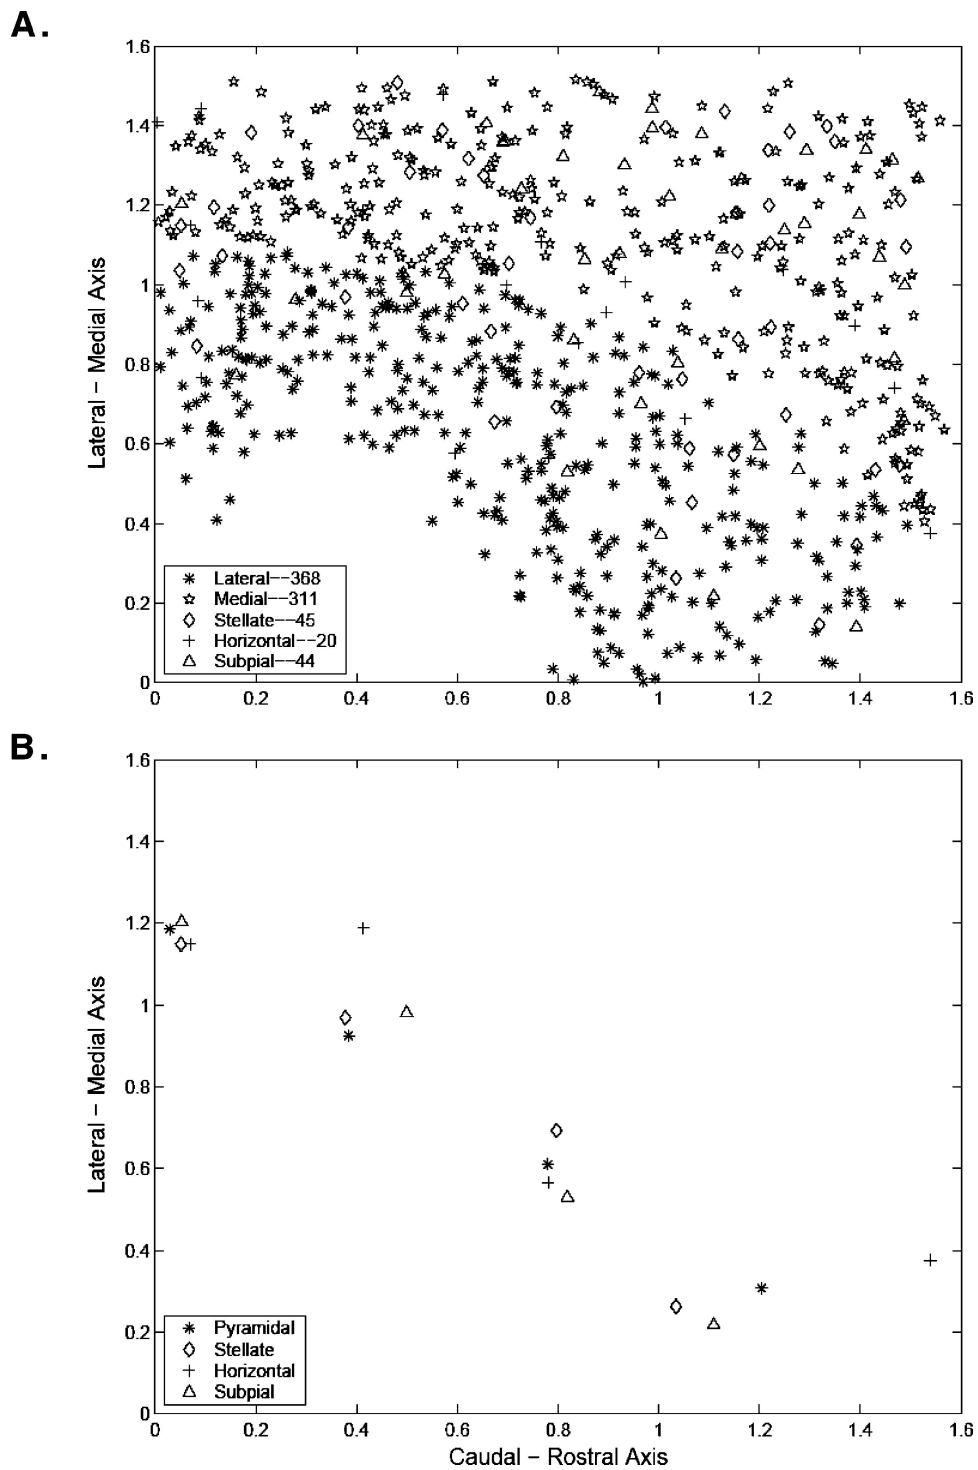 A.
1.6
1.4
1.2
1
0.8
0.6
0.4
0.2
0
Lateral – Medial Axis
Lateral−−368
Medial−−311
Stellate−−45
Horizontal−−20
Subpial−−44
0 0.2 0.4 0.6 0.8 1 1.2 1.4 1.6
B.
1.6
1.4
1.2
1
0.8
0.6
0.4
0.2
0
Lateral – Medial Axis
Pyramidal
Stellate
Horizontal
Subpial
0 0.2 0.4 0.6 0.8 1 1.2 1.4 1.6
Caudal – Rostral Axis